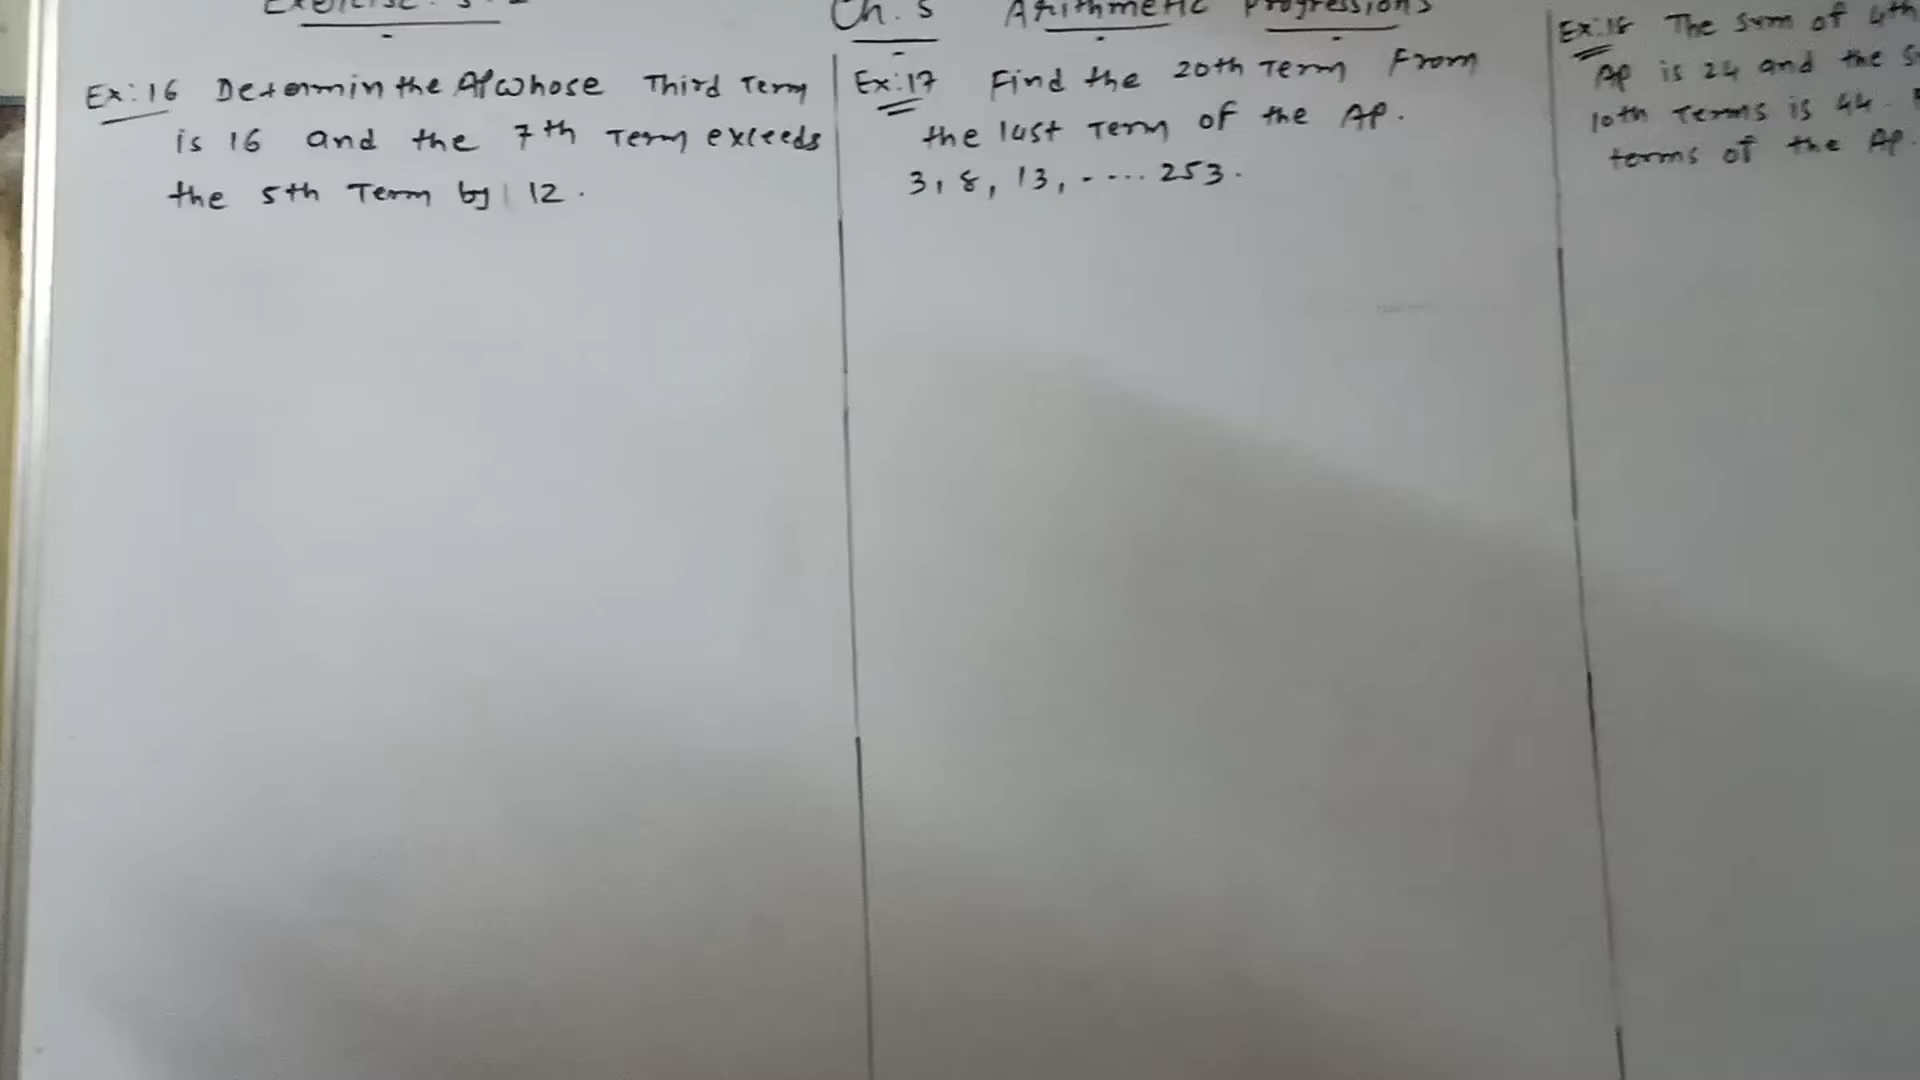 Ch. 5 Arithmetic Progressions
Ex: 16 Determin the AP whose Third Term
is 16 and the 7th Term exceeds
the 5th Term by 12.
Ex: 17 Find the 20th Term From
the last Term of the AP.
3, 8, 13, ..... 253.
Ex: 18 The sum of 4th
AP is 24 and the
10th Terms is 44.
terms of the AP.